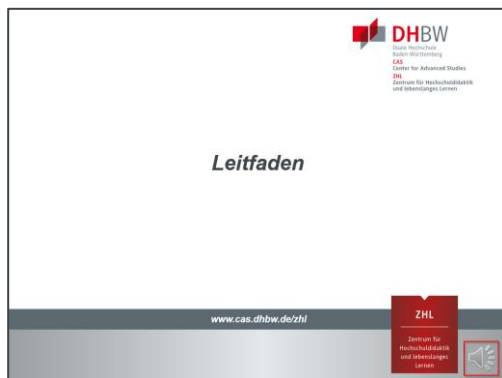 DHBW
Duale Hochschule
Baden-Württemberg
CAS
Center for Advanced Studies
ZHL
Zentrum für Hochschuldidaktik
und lebenslanges Lernen
Leitfaden
www.cas.dhbw.de/zhl
ZHL
Zentrum für
Hochschuldidaktik
und lebenslanges
Lernen